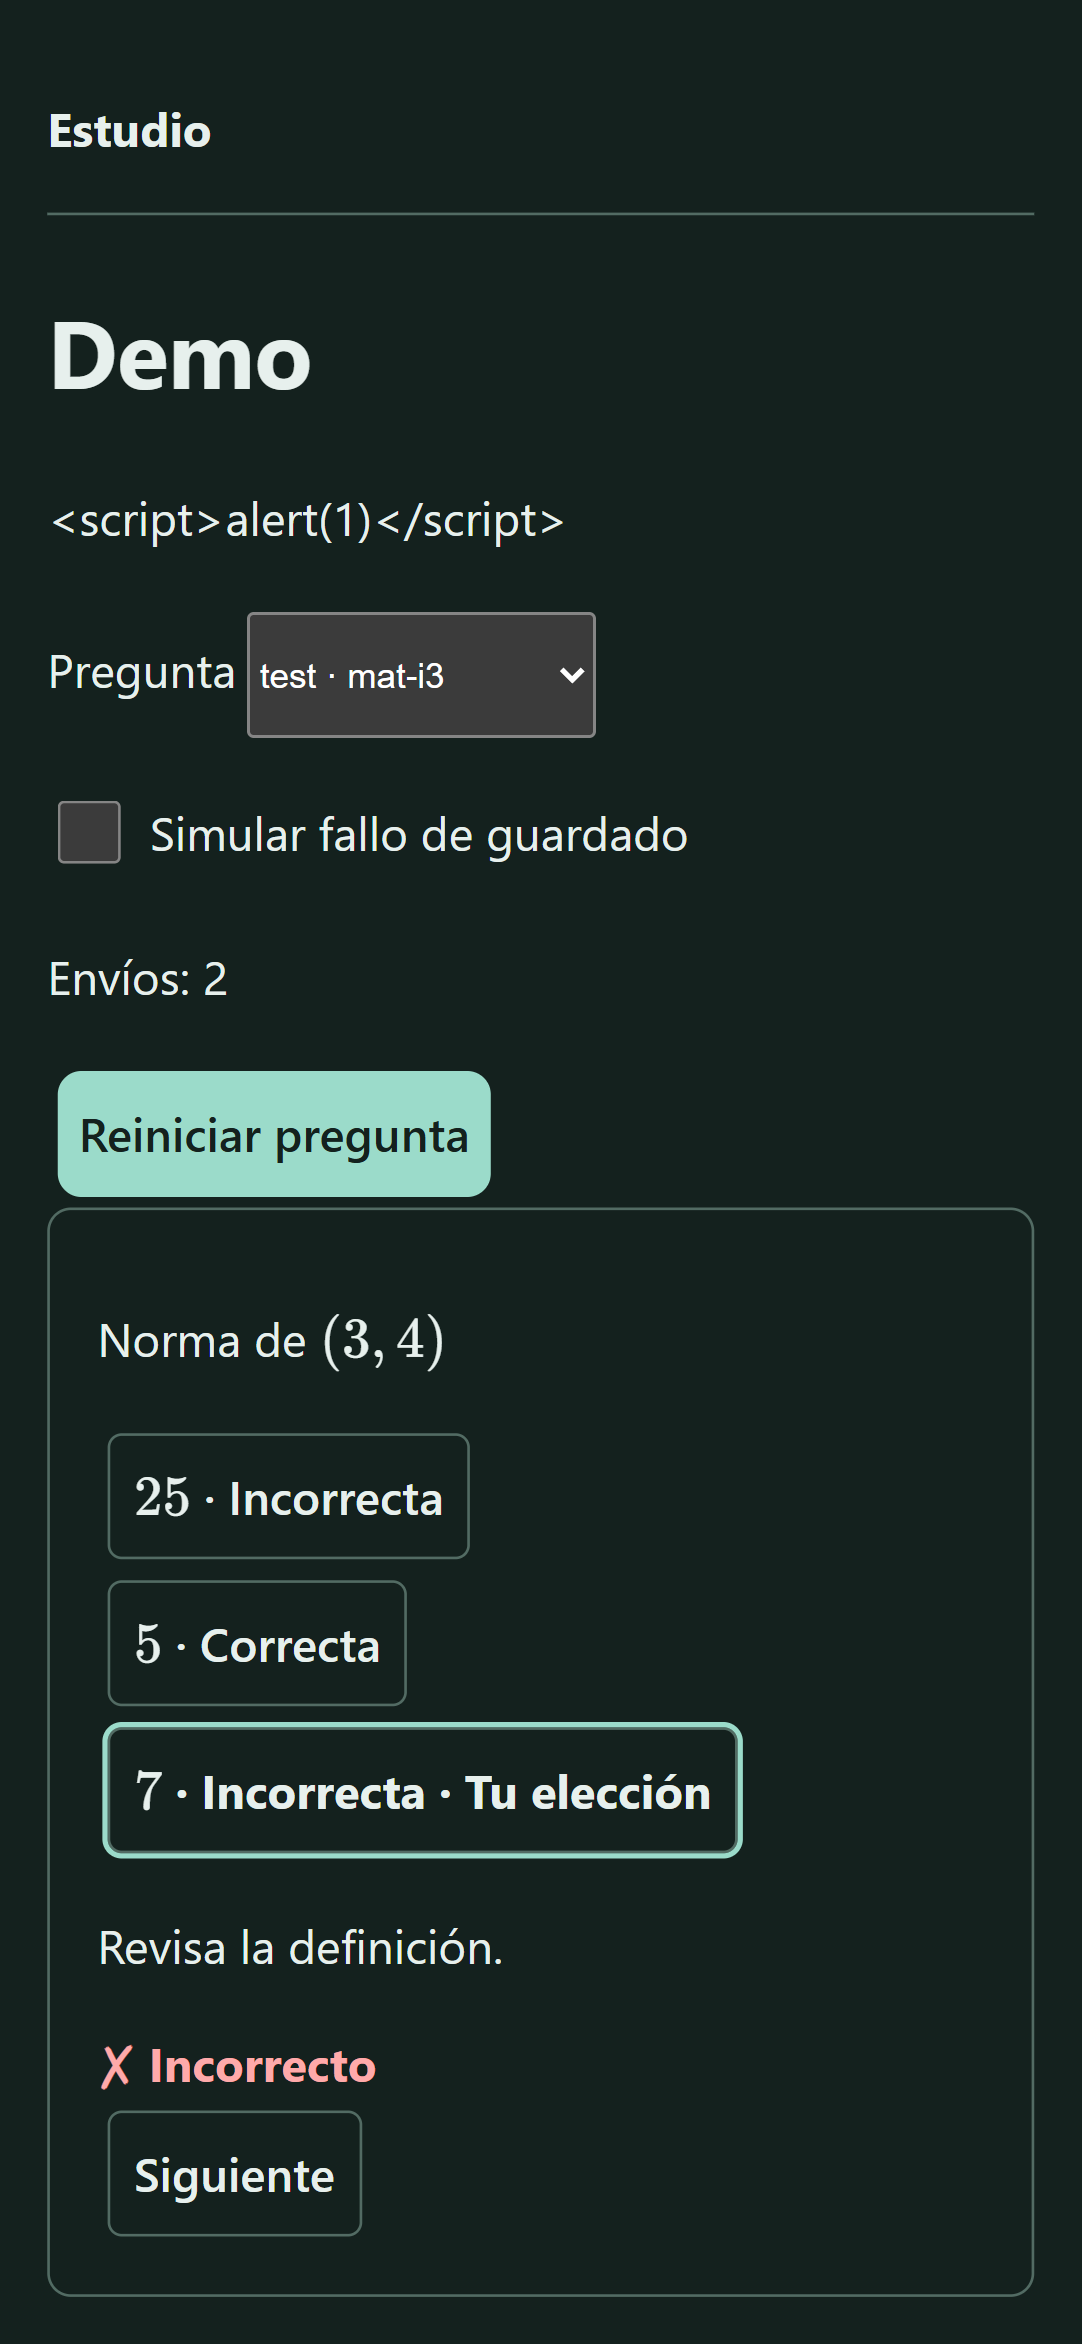 Estudio
Demo
<script>alert(1)</script>
Pregunta test · mat-i3
Simular fallo de guardado
Envíos: 2
Reiniciar pregunta
Norma de (3, 4)
25 · Incorrecta
5 · Correcta
7 · Incorrecta · Tu elección
Revisa la definición.
✗ Incorrecto
Siguiente